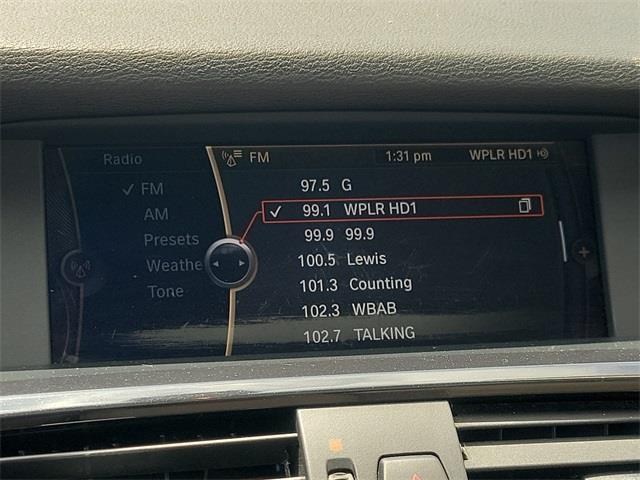 Radio
FM 1:31 pm WPLR HD1
FM
AM
Presets
Weathe
Tone
97.5 G
99.1 WPLR HD1
99.9 99.9
100.5 Lewis
101.3 Counting
102.3 WBAB
102.7 TALKING